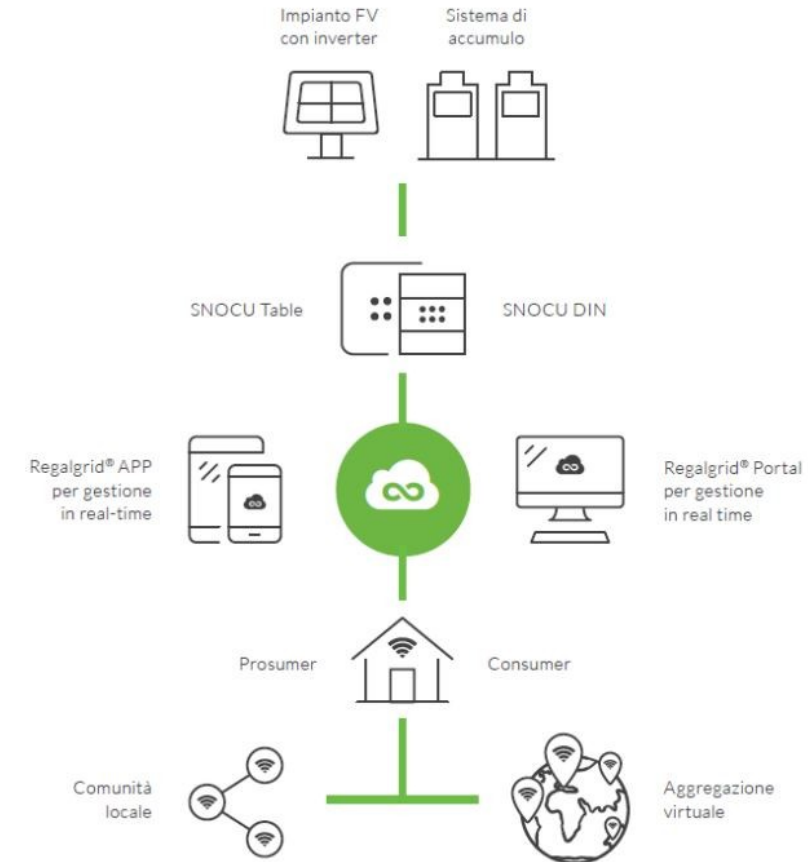 Impianto FV
con inverter
Sistema di
accumulo
SNOCU Table
SNOCU DIN
Regalgrid® APP
per gestione
in real-time
Regalgrid® Portal
per gestione
in real time
Prosumer
Consumer
Comunità
locale
Aggregazione
virtuale